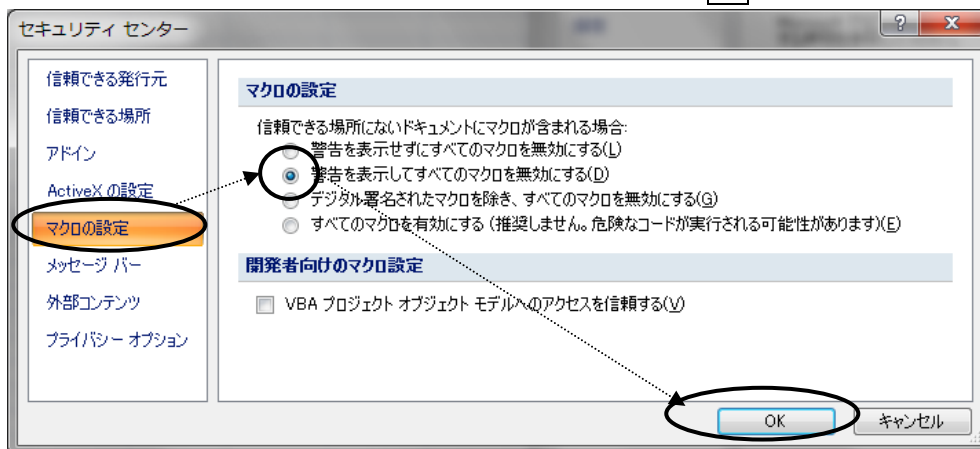 セキュリティ センター
?
信頼できる発行元
信頼できる場所
アドイン
ActiveX の設定
マクロの設定
メッセージ バー
外部コンテンツ
プライバシー オプション
マクロの設定
信頼できる場所にないドキュメントにマクロが含まれる場合:
警告を表示せずにすべてのマクロを無効にする(L)
警告を表示してすべてのマクロを無効にする(D)
デジタル署名されたマクロを除き、すべてのマクロを無効にする(G)
すべてのマクロを有効にする (推奨しません。危険なコードが実行される可能性があります)(E)
開発者向けのマクロ設定
VBA プロジェクト オブジェクト モデルへのアクセスを信頼する(V)
OK
キャンセル